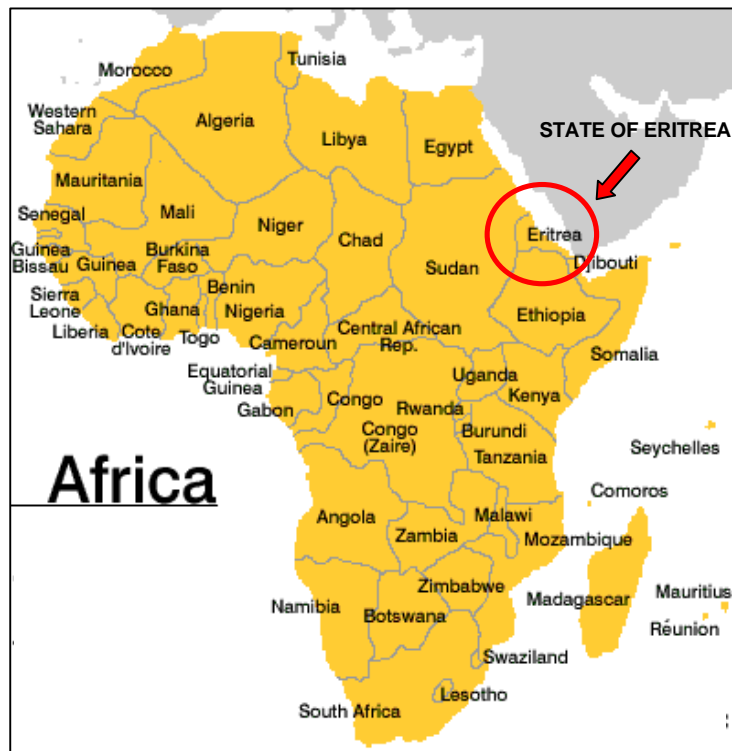 Tunisia
Morocco
Western
Sahara
Algeria
Libya
Egypt
STATE OF ERITREA
Mauritania
Mali
Niger
Chad
Sudan
Eritrea
Senegal
Guinea
Bissau
Guinea
Burkina
Faso
Djibouti
Benin
Sierra
Leone
Ghana
Nigeria
Ethiopia
Liberia
Cote
d'Ivoire
Togo
Cameroun
Central African
Rep.
Somalia
Equatorial
Guinea
Uganda
Kenya
Gabon
Congo
Rwanda
Congo
(Zaire)
Burundi
Tanzania
Seychelles
Africa
Comoros
Angola
Malawi
Zambia
Mozambique
Zimbabwe
Namibia
Botswana
Madagascar
Mauritius
Réunion
Swaziland
Lesotho
South Africa